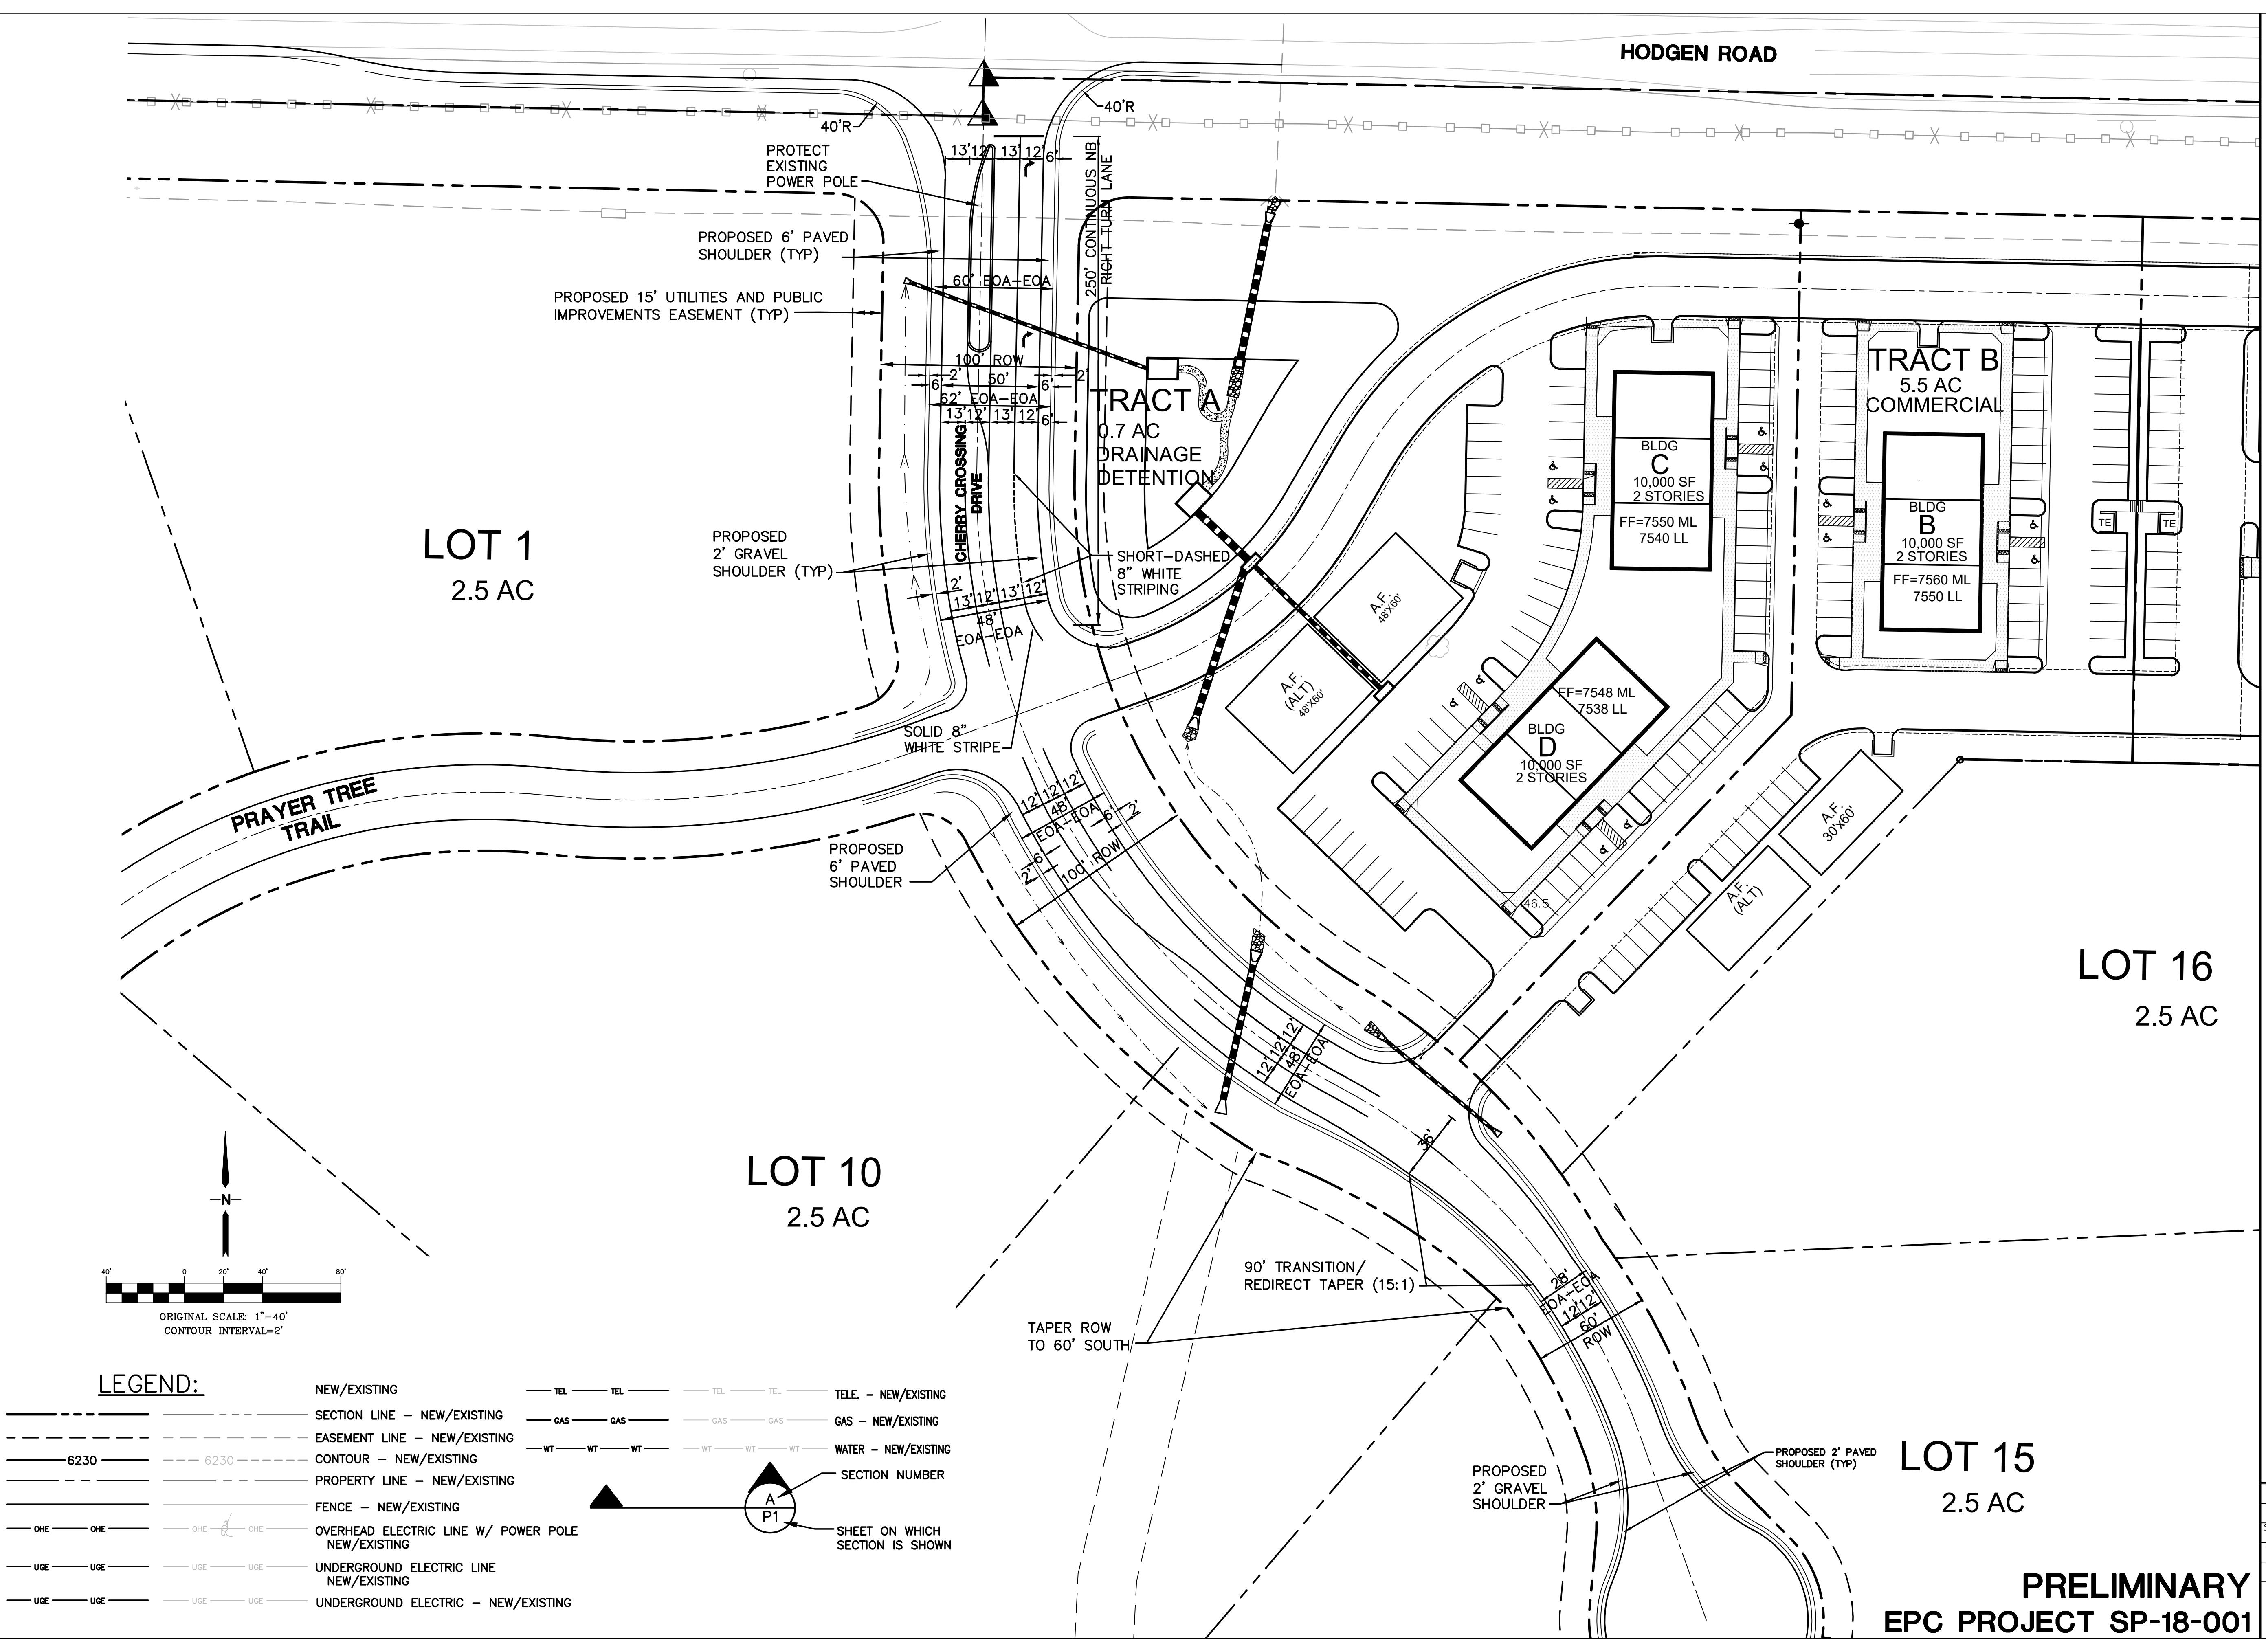 HODGEN ROAD
40'R
40'R
PROTECT
EXISTING
POWER POLE
13' 12' 13' 12' 6'
250' CONTINUOUS NB
RIGHT TURN LANE
PROPOSED 6' PAVED
SHOULDER (TYP)
60' EOA-EOA
PROPOSED 15' UTILITIES AND PUBLIC
IMPROVEMENTS EASEMENT (TYP)
100' ROW
2' 50' 2'
6' 6'
62' EOA-EOA
13' 12' 13' 12' 6'
CHERRY CROSSING
DRIVE
TRACT A
0.7 AC
DRAINAGE
DETENTION
TRACT B
5.5 AC
COMMERCIAL
BLDG
C
10,000 SF
2 STORIES
FF=7550 ML
7540 LL
BLDG
B
10,000 SF
2 STORIES
FF=7560 ML
7550 LL
TE
TE
LOT 1
2.5 AC
PROPOSED
2' GRAVEL
SHOULDER (TYP)
SHORT-DASHED
8" WHITE
STRIPING
2'
13' 12' 13' 12'
48'
EOA-EOA
A.F.
48'X60'
A.F.
(ALT)
48'X60'
FF=7548 ML
7538 LL
BLDG
D
10,000 SF
2 STORIES
SOLID 8"
WHITE STRIPE
PRAYER TREE
TRAIL
12' 12' 12'
48'
EOA-EOA
6' 2'
2' 6'
100' ROW
PROPOSED
6' PAVED
SHOULDER
A.F.
30'X60'
A.F.
(ALT)
46.5
LOT 16
2.5 AC
12' 12' 12'
48'
EOA-EOA
36'
LOT 10
2.5 AC
N
90' TRANSITION/
REDIRECT TAPER (15:1)
28'
EOA-EOA
12' 12'
60'
ROW
TAPER ROW
TO 60' SOUTH
40' 0 20' 40' 80'
ORIGINAL SCALE: 1"=40'
CONTOUR INTERVAL=2'
LEGEND:
NEW/EXISTING
SECTION LINE - NEW/EXISTING
EASEMENT LINE - NEW/EXISTING
6230 6230 CONTOUR - NEW/EXISTING
PROPERTY LINE - NEW/EXISTING
FENCE - NEW/EXISTING
OHE OHE OHE OHE OVERHEAD ELECTRIC LINE W/ POWER POLE
NEW/EXISTING
UGE UGE UGE UGE UNDERGROUND ELECTRIC LINE
NEW/EXISTING
UGE UGE UGE UGE UNDERGROUND ELECTRIC - NEW/EXISTING
TEL TEL TEL TEL TELE. - NEW/EXISTING
GAS GAS GAS GAS GAS - NEW/EXISTING
WT WT WT WT WT WT WATER - NEW/EXISTING
SECTION NUMBER
A
P1
SHEET ON WHICH
SECTION IS SHOWN
PROPOSED
2' GRAVEL
SHOULDER
PROPOSED 2' PAVED
SHOULDER (TYP)
LOT 15
2.5 AC
PRELIMINARY
EPC PROJECT SP-18-001